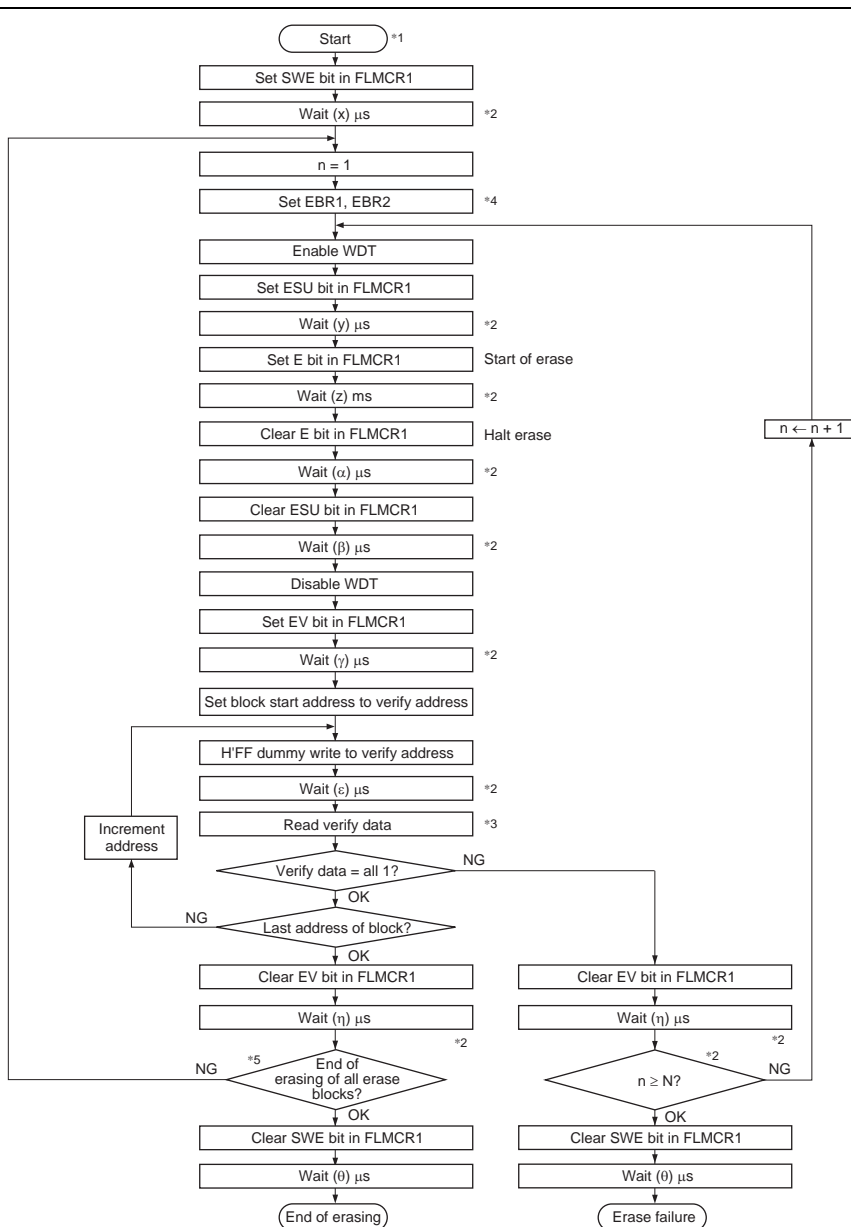 Start *1
Set SWE bit in FLMCR1
Wait (x) μs *2
n = 1
Set EBR1, EBR2 *4
Enable WDT
Set ESU bit in FLMCR1
Wait (y) μs *2
Set E bit in FLMCR1 Start of erase
Wait (z) ms *2
n ← n + 1
Clear E bit in FLMCR1 Halt erase
Wait (α) μs *2
Clear ESU bit in FLMCR1
Wait (β) μs *2
Disable WDT
Set EV bit in FLMCR1
Wait (γ) μs *2
Set block start address to verify address
H'FF dummy write to verify address
Wait (ε) μs *2
Increment
address
Read verify data *3
Verify data = all 1?
NG
OK
Last address of block?
NG
OK
Clear EV bit in FLMCR1
Wait (η) μs
*2
*5
End of
erasing of all erase
blocks?
NG
OK
Clear SWE bit in FLMCR1
Wait (θ) μs
End of erasing
Clear EV bit in FLMCR1
Wait (η) μs
*2
*2
n ≥ N?
NG
OK
Clear SWE bit in FLMCR1
Wait (θ) μs
Erase failure